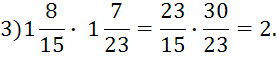 3) 1 8/15 · 1 7/23 = 23/15 · 30/23 = 2.